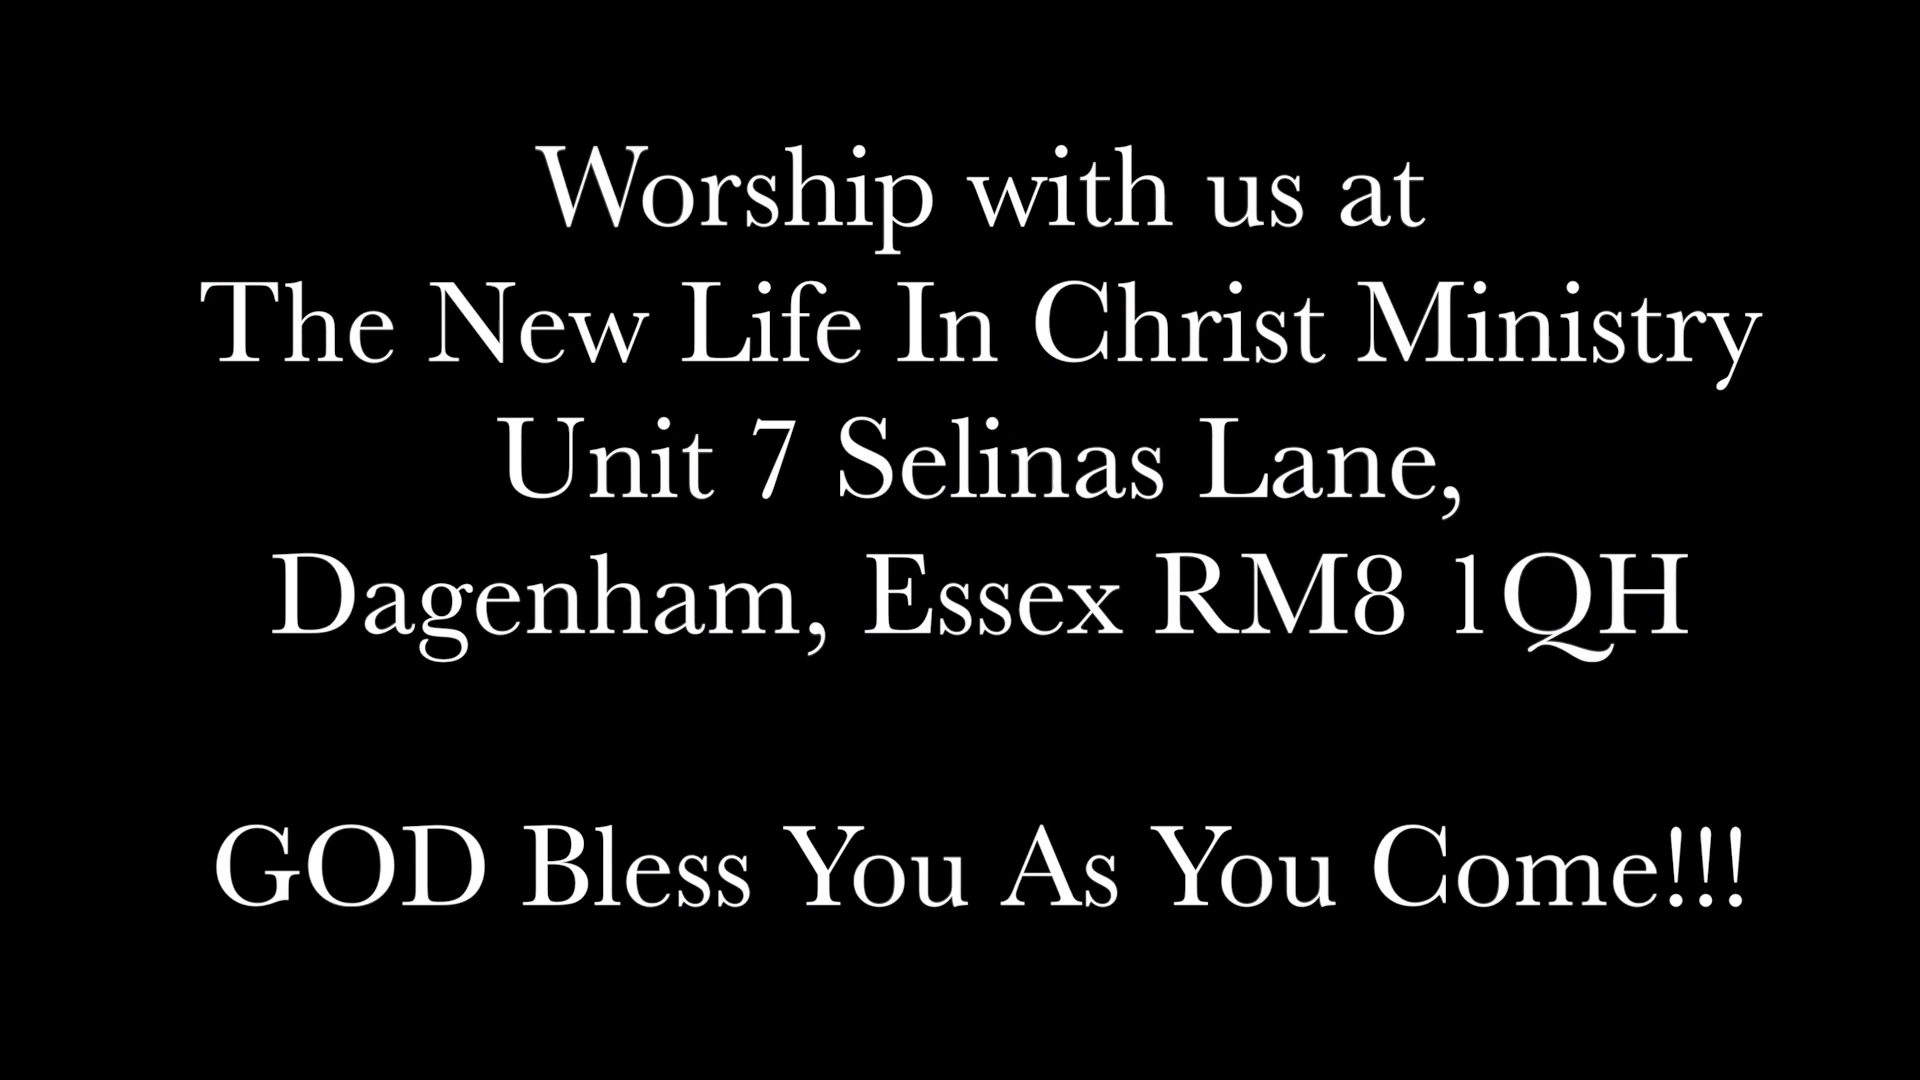 Worship with us at
The New Life In Christ Ministry
Unit 7 Selinas Lane,
Dagenham, Essex RM8 1QH
GOD Bless You As You Come!!!